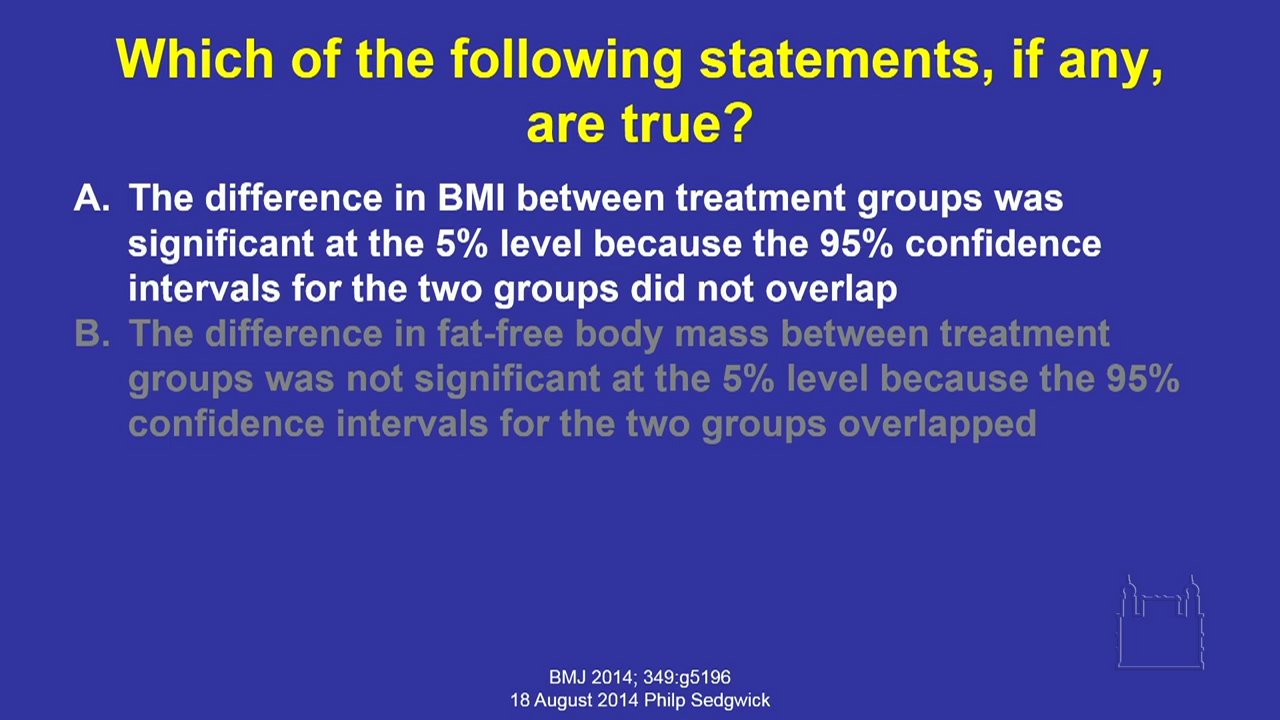 Which of the following statements, if any,
are true?
A. The difference in BMI between treatment groups was
significant at the 5% level because the 95% confidence
intervals for the two groups did not overlap
B. The difference in fat-free body mass between treatment
groups was not significant at the 5% level because the 95%
confidence intervals for the two groups overlapped
BMJ 2014; 349:g5196
18 August 2014 Philp Sedgwick